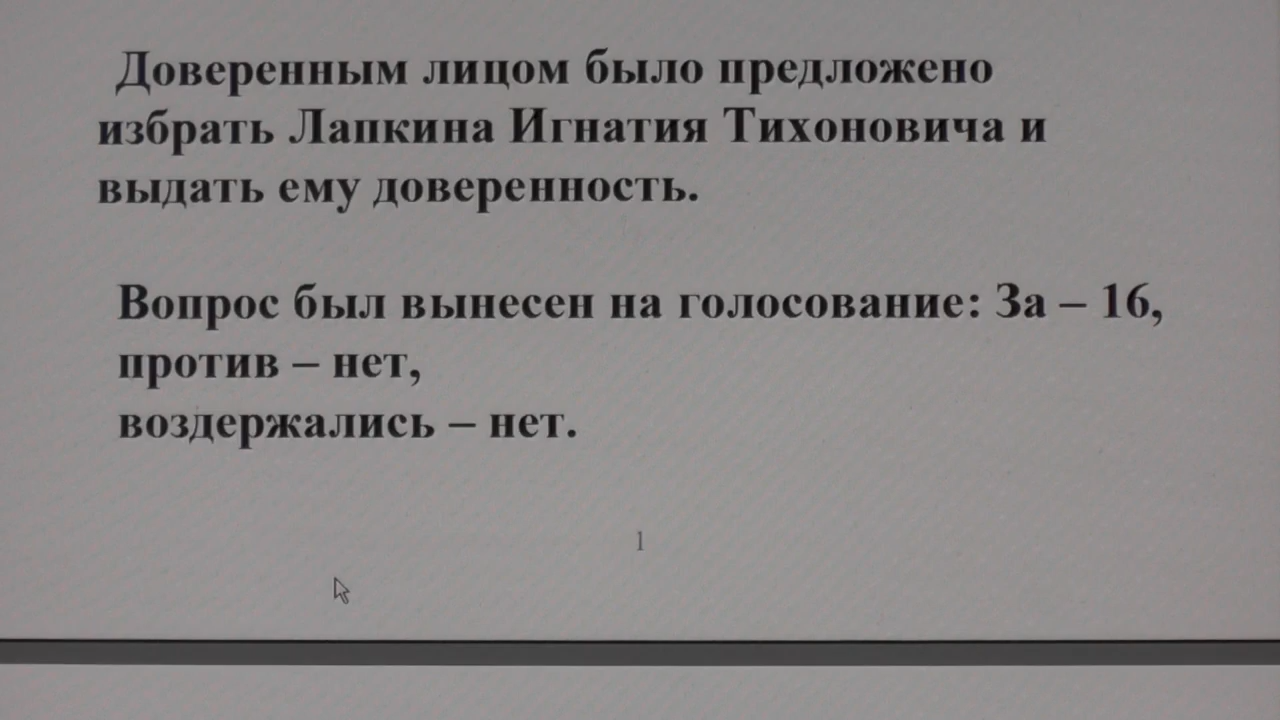 Доверенным лицом было предложено
избрать Лапкина Игнатия Тихоновича и
выдать ему доверенность.
Вопрос был вынесен на голосование: За – 16,
против – нет,
воздержались – нет.
1